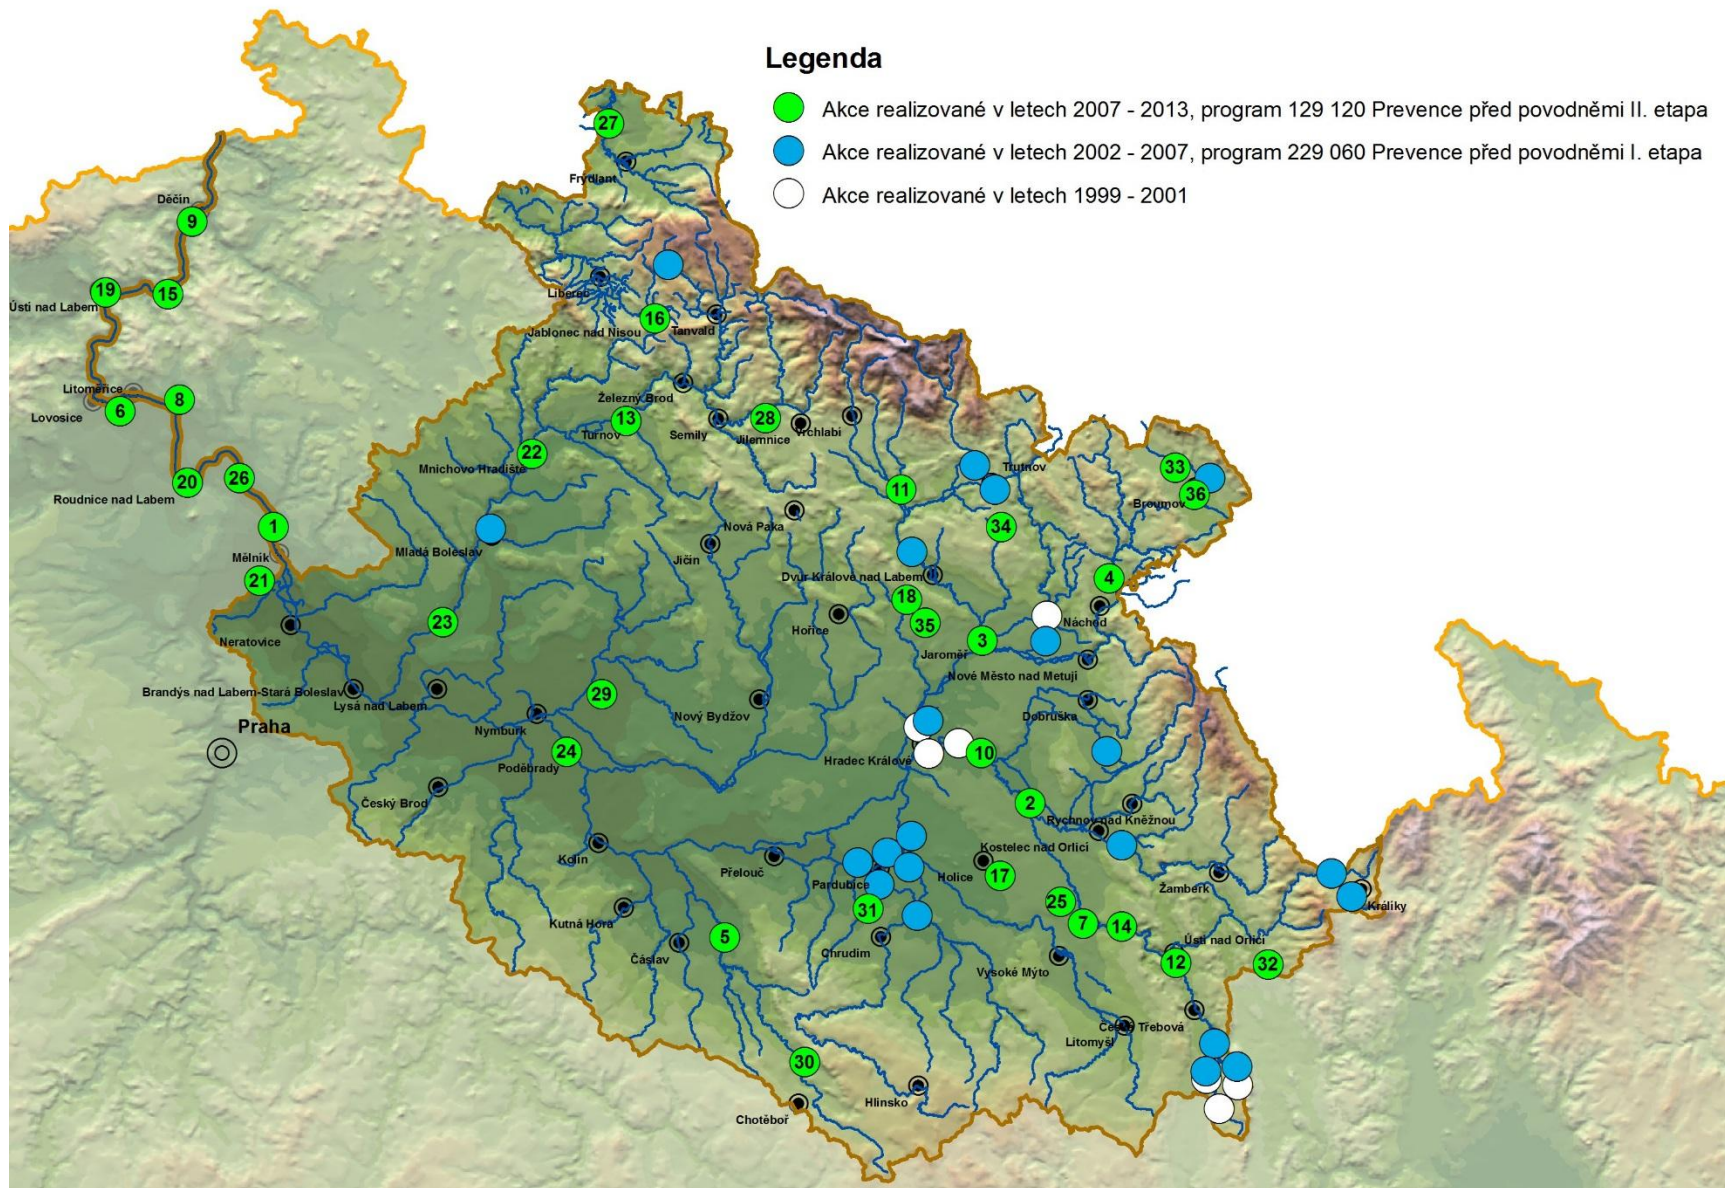 Legenda
Akce realizované v letech 2007 - 2013, program 129 120 Prevence před povodněmi II. etapa
Akce realizované v letech 2002 - 2007, program 229 060 Prevence před povodněmi I. etapa
Akce realizované v letech 1999 - 2001
27
Frýdlant
Děčín
9
19
15
Ústí nad Labem
Liberec
16
Jablonec nad Nisou
Tanvald
Litoměřice
8
6
Lovosice
Železný Brod
13
Turnov
Semily
28
Jilemnice
Vrchlabí
22
Mnichovo Hradiště
Trutnov
33
36
Broumov
20
26
Roudnice nad Labem
11
Nová Paka
34
1
Mělník
Mladá Boleslav
Jičín
21
Dvůr Králové nad Labem
4
18
Náchod
Neratovice
23
Hořice
35
Jaroměř
3
Nové Město nad Metují
Brandýs nad Labem-Stará Boleslav
Lysá nad Labem
29
Nový Bydžov
Dobruška
Praha
Nymburk
24
Poděbrady
Hradec Králové
10
Český Brod
2
Rychnov nad Kněžnou
Kolín
Přelouč
Pardubice
Holice
17
Kostelec nad Orlicí
Žamberk
Králíky
Kutná Hora
31
25
7
14
5
Čáslav
Chrudim
Vysoké Mýto
Ústí nad Orlicí
12
32
Česká Třebová
Litomyšl
30
Hlinsko
Chotěboř